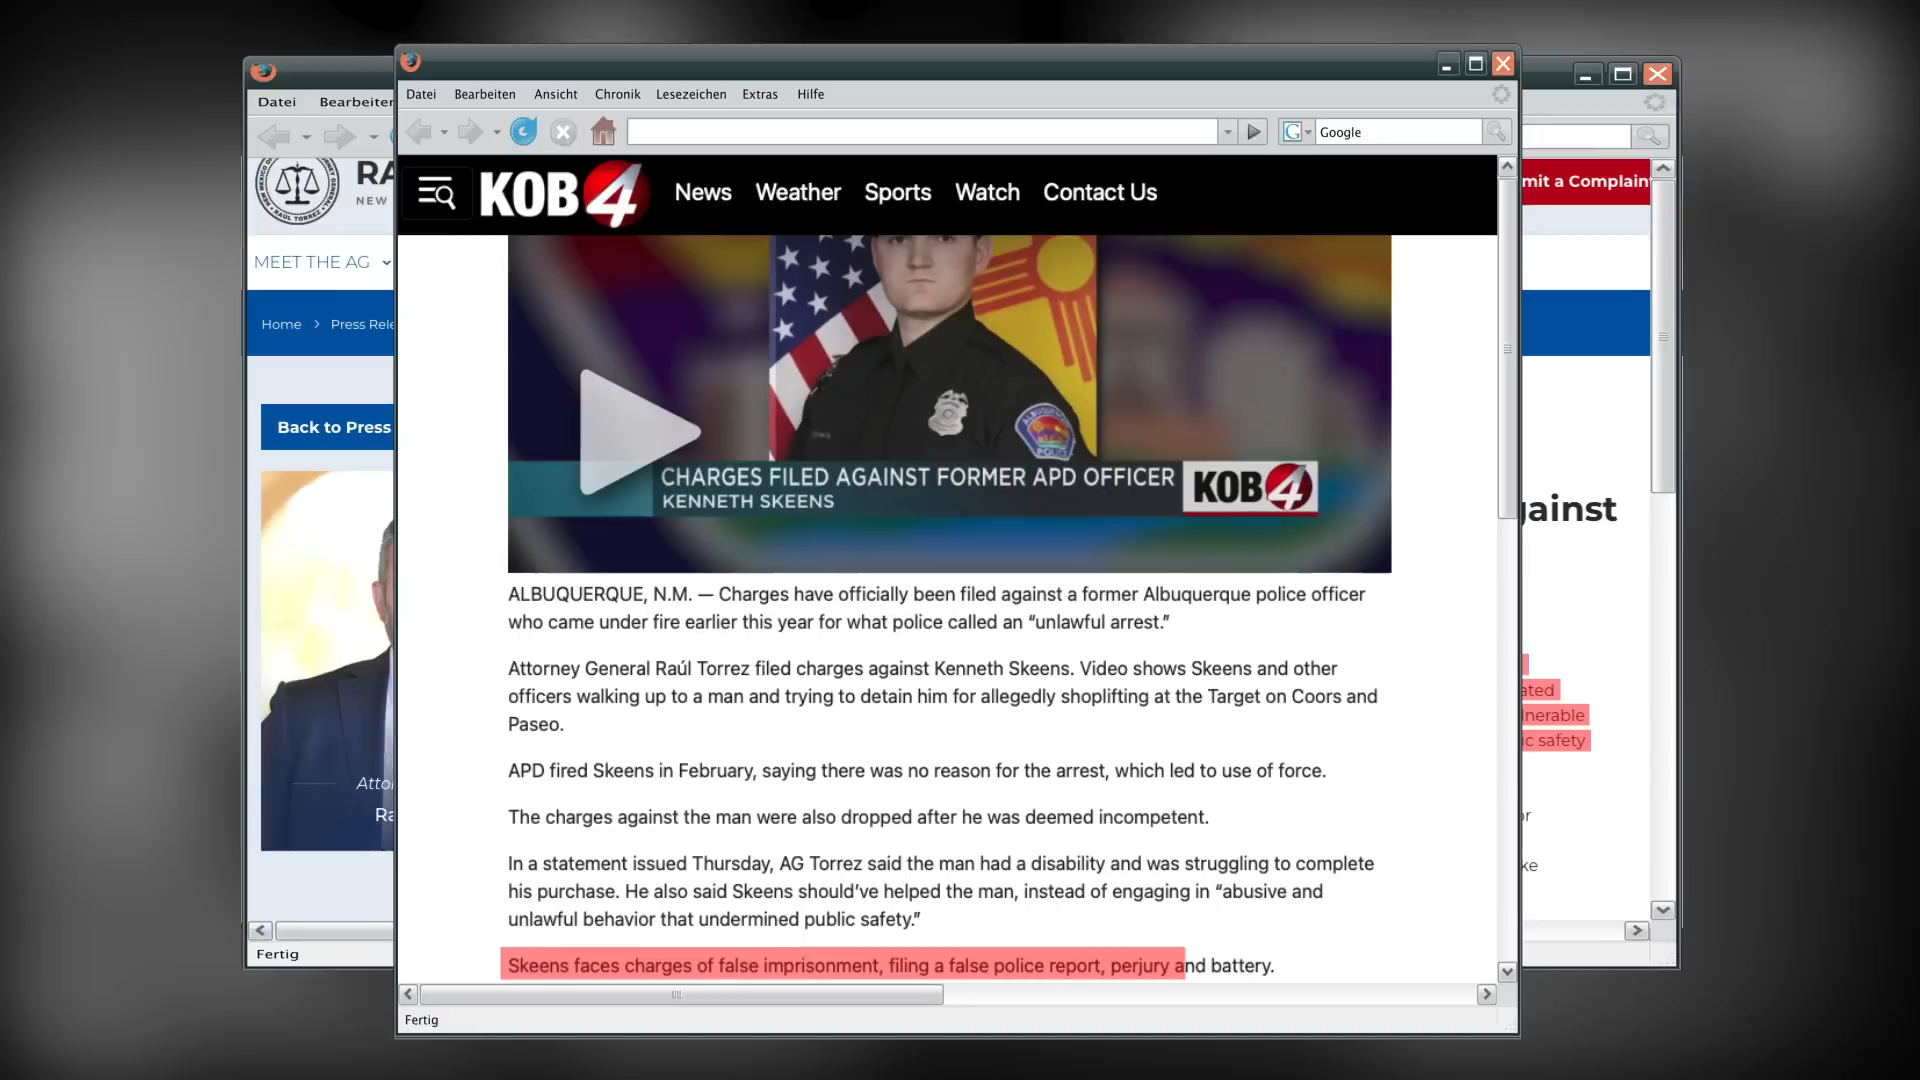 Datei Bearbeiten Ansicht Chronik Lesezeichen Extras Hilfe
Google
KOB 4 News Weather Sports Watch Contact Us
CHARGES FILED AGAINST FORMER APD OFFICER
KENNETH SKEENS
KOB 4
ALBUQUERQUE, N.M. — Charges have officially been filed against a former Albuquerque police officer
who came under fire earlier this year for what police called an “unlawful arrest.”
Attorney General Raúl Torrez filed charges against Kenneth Skeens. Video shows Skeens and other
officers walking up to a man and trying to detain him for allegedly shoplifting at the Target on Coors and
Paseo.
APD fired Skeens in February, saying there was no reason for the arrest, which led to use of force.
The charges against the man were also dropped after he was deemed incompetent.
In a statement issued Thursday, AG Torrez said the man had a disability and was struggling to complete
his purchase. He also said Skeens should’ve helped the man, instead of engaging in “abusive and
unlawful behavior that undermined public safety.”
Skeens faces charges of false imprisonment, filing a false police report, perjury and battery.
Fertig
Datei Bearbeiten
RA
NEW
MEET THE AG
Home > Press Rele
Back to Press
Atto
Ra
Fertig
mit a Complain
gainst
ated
lnerable
ic safety
or
ke